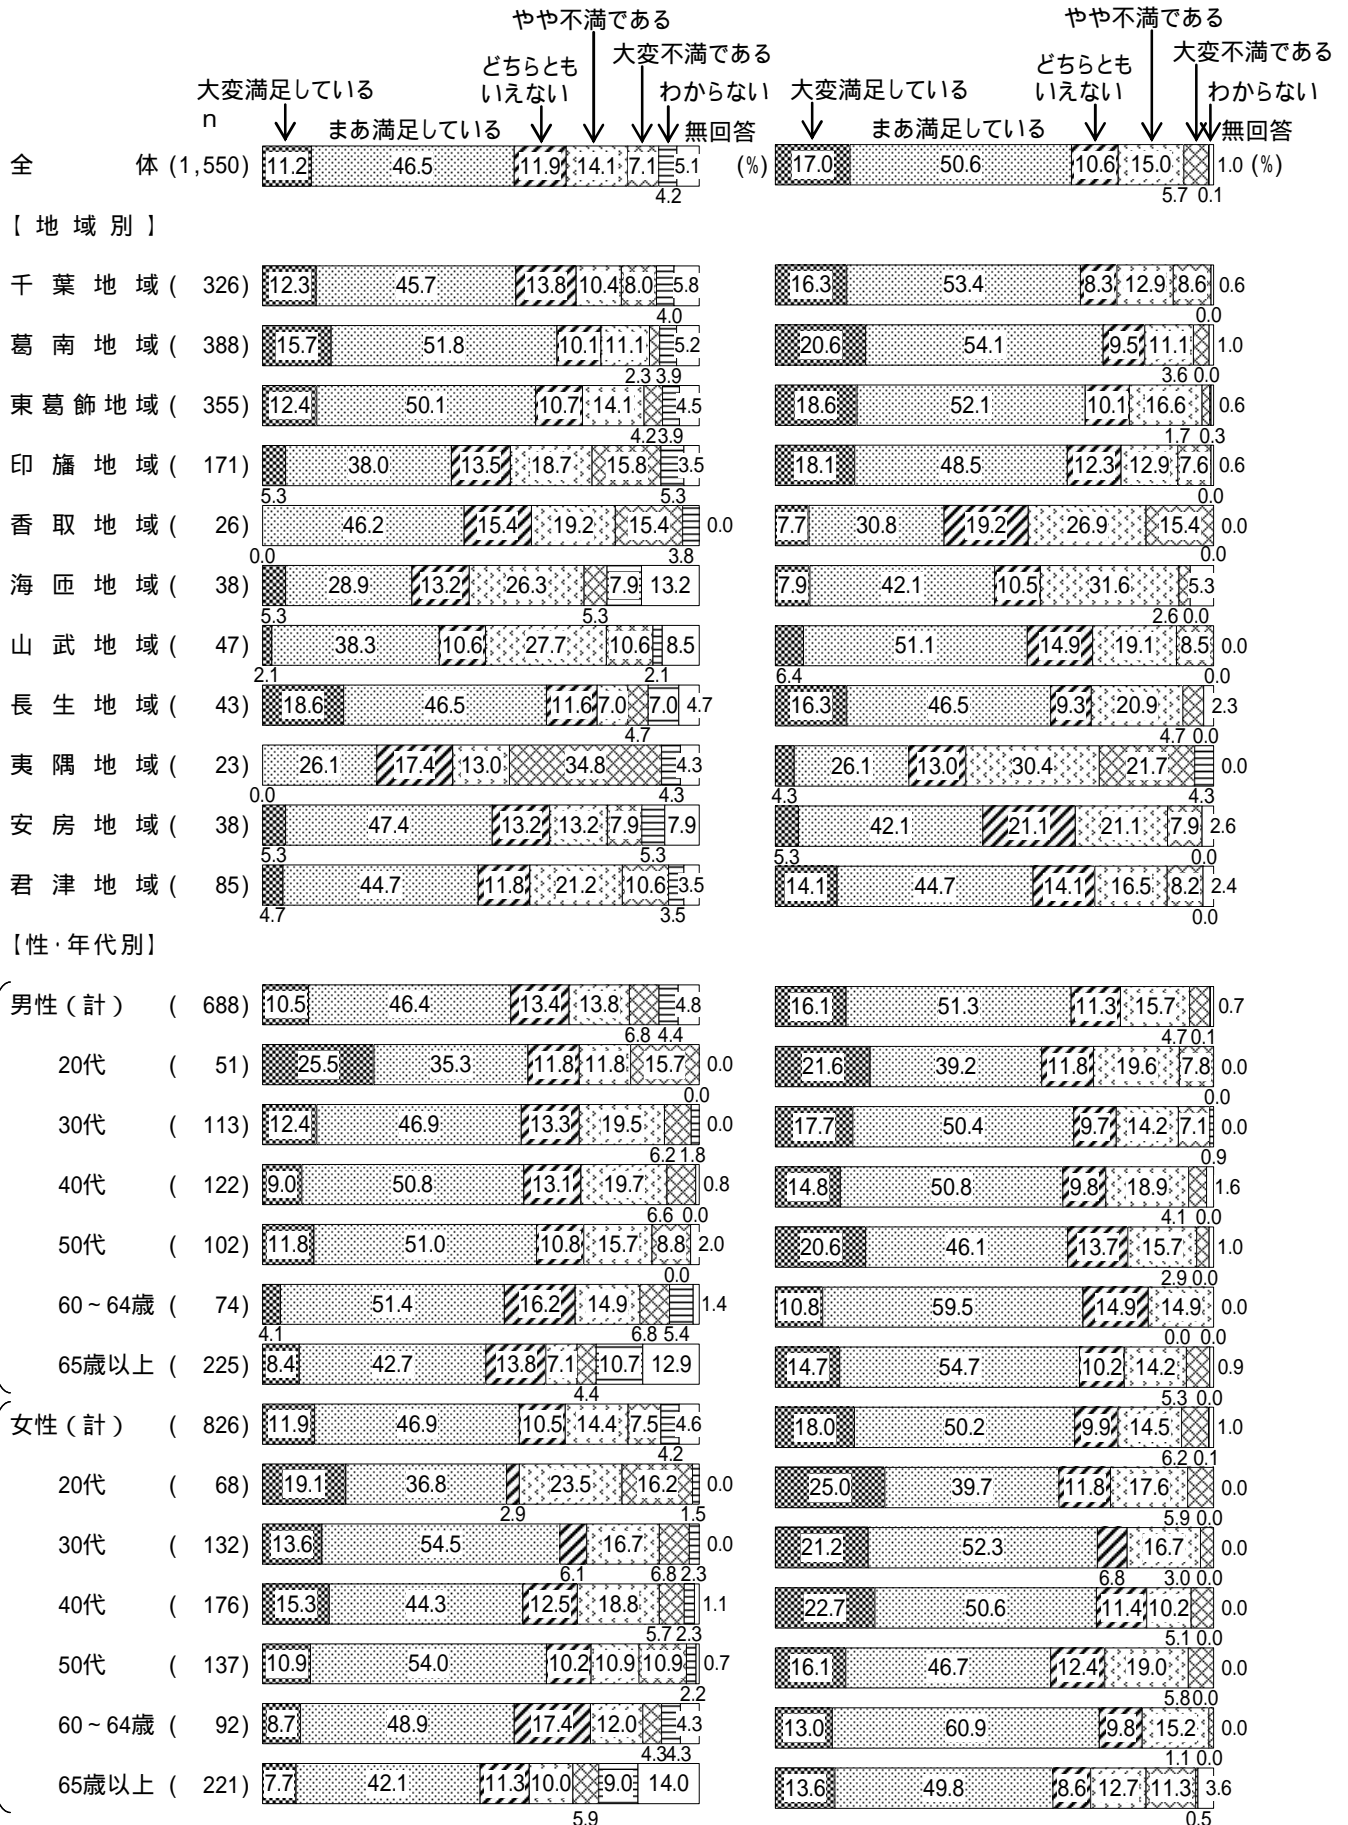 やや不満である やや不満である
大変不満である 大変不満である
どちらとも どちらとも
大変満足している いえない わからない 大変満足している いえない わからない
n まあ満足している 無回答 まあ満足している 無回答
全体 (1,550) 11.2 46.5 11.9 14.1 7.1 5.1 (%) 17.0 50.6 10.6 15.0 1.0 (%)
4.2 5.7 0.1
【地域別】
千葉地域 ( 326) 12.3 45.7 13.8 10.4 8.0 5.8 16.3 53.4 8.3 12.9 8.6 0.6
4.0 0.0
葛南地域 ( 388) 15.7 51.8 10.1 11.1 5.2 20.6 54.1 9.5 11.1 1.0
2.3 3.9 3.6 0.0
東葛飾地域 ( 355) 12.4 50.1 10.7 14.1 4.5 18.6 52.1 10.1 16.6 0.6
4.2 3.9 1.7 0.3
印旛地域 ( 171) 38.0 13.5 18.7 15.8 3.5 18.1 48.5 12.3 12.9 7.6 0.6
5.3 5.3 0.0
香取地域 ( 26) 46.2 15.4 19.2 15.4 0.0 7.7 30.8 19.2 26.9 15.4 0.0
0.0 3.8 0.0
海匝地域 ( 38) 28.9 13.2 26.3 7.9 13.2 7.9 42.1 10.5 31.6 5.3
5.3 5.3 2.6 0.0
山武地域 ( 47) 38.3 10.6 27.7 10.6 8.5 51.1 14.9 19.1 8.5 0.0
2.1 2.1 6.4 0.0
長生地域 ( 43) 18.6 46.5 11.6 7.0 7.0 4.7 16.3 46.5 9.3 20.9 2.3
4.7 4.7 0.0
夷隅地域 ( 23) 26.1 17.4 13.0 34.8 4.3 26.1 13.0 30.4 21.7 0.0
0.0 4.3 4.3 4.3
安房地域 ( 38) 47.4 13.2 13.2 7.9 7.9 42.1 21.1 21.1 7.9 2.6
5.3 5.3 5.3 0.0
君津地域 ( 85) 44.7 11.8 21.2 10.6 3.5 14.1 44.7 14.1 16.5 8.2 2.4
4.7 3.5 0.0
【性・年代別】
男性（計） ( 688) 10.5 46.4 13.4 13.8 4.8 16.1 51.3 11.3 15.7 0.7
6.8 4.4 4.7 0.1
20代 ( 51) 25.5 35.3 11.8 11.8 15.7 0.0 21.6 39.2 11.8 19.6 7.8 0.0
0.0 0.0
30代 ( 113) 12.4 46.9 13.3 19.5 0.0 17.7 50.4 9.7 14.2 7.1 0.0
6.2 1.8 0.9
40代 ( 122) 9.0 50.8 13.1 19.7 0.8 14.8 50.8 9.8 18.9 1.6
6.6 0.0 4.1 0.0
50代 ( 102) 11.8 51.0 10.8 15.7 8.8 2.0 20.6 46.1 13.7 15.7 1.0
0.0 2.9 0.0
60~64歳 ( 74) 51.4 16.2 14.9 1.4 10.8 59.5 14.9 14.9 0.0
4.1 6.8 5.4 0.0 0.0
65歳以上 ( 225) 8.4 42.7 13.8 7.1 10.7 12.9 14.7 54.7 10.2 14.2 0.9
4.4 5.3 0.0
女性（計） ( 826) 11.9 46.9 10.5 14.4 7.5 4.6 18.0 50.2 9.9 14.5 1.0
4.2 6.2 0.1
20代 ( 68) 19.1 36.8 23.5 16.2 0.0 25.0 39.7 11.8 17.6 0.0
2.9 1.5 5.9 0.0
30代 ( 132) 13.6 54.5 16.7 0.0 21.2 52.3 16.7 0.0
6.1 6.8 2.3 6.8 3.0 0.0
40代 ( 176) 15.3 44.3 12.5 18.8 1.1 22.7 50.6 11.4 10.2 0.0
5.7 2.3 5.1 0.0
50代 ( 137) 10.9 54.0 10.2 10.9 10.9 0.7 16.1 46.7 12.4 19.0 0.0
2.2 5.8 0.0
60~64歳 ( 92) 8.7 48.9 17.4 12.0 4.3 13.0 60.9 9.8 15.2 0.0
4.3 4.3 1.1 0.0
65歳以上 ( 221) 7.7 42.1 11.3 10.0 9.0 14.0 13.6 49.8 8.6 12.7 11.3 3.6
5.9 0.5